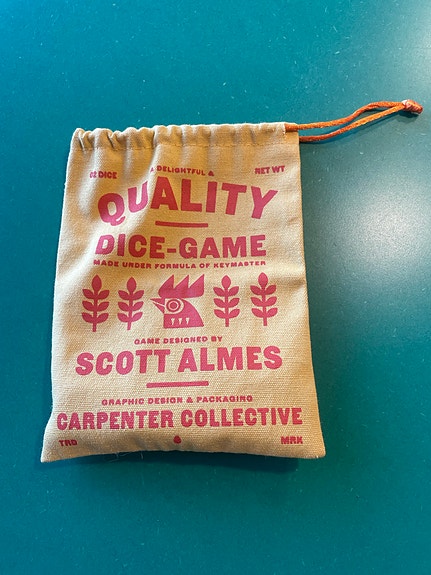 62 DICE A DELIGHTFUL & NET WT
QUALITY
DICE-GAME
MADE UNDER FORMULA OF KEYMASTER
GAME DESIGNED BY
SCOTT ALMES
GRAPHIC DESIGN & PACKAGING
CARPENTER COLLECTIVE
TRD MRK